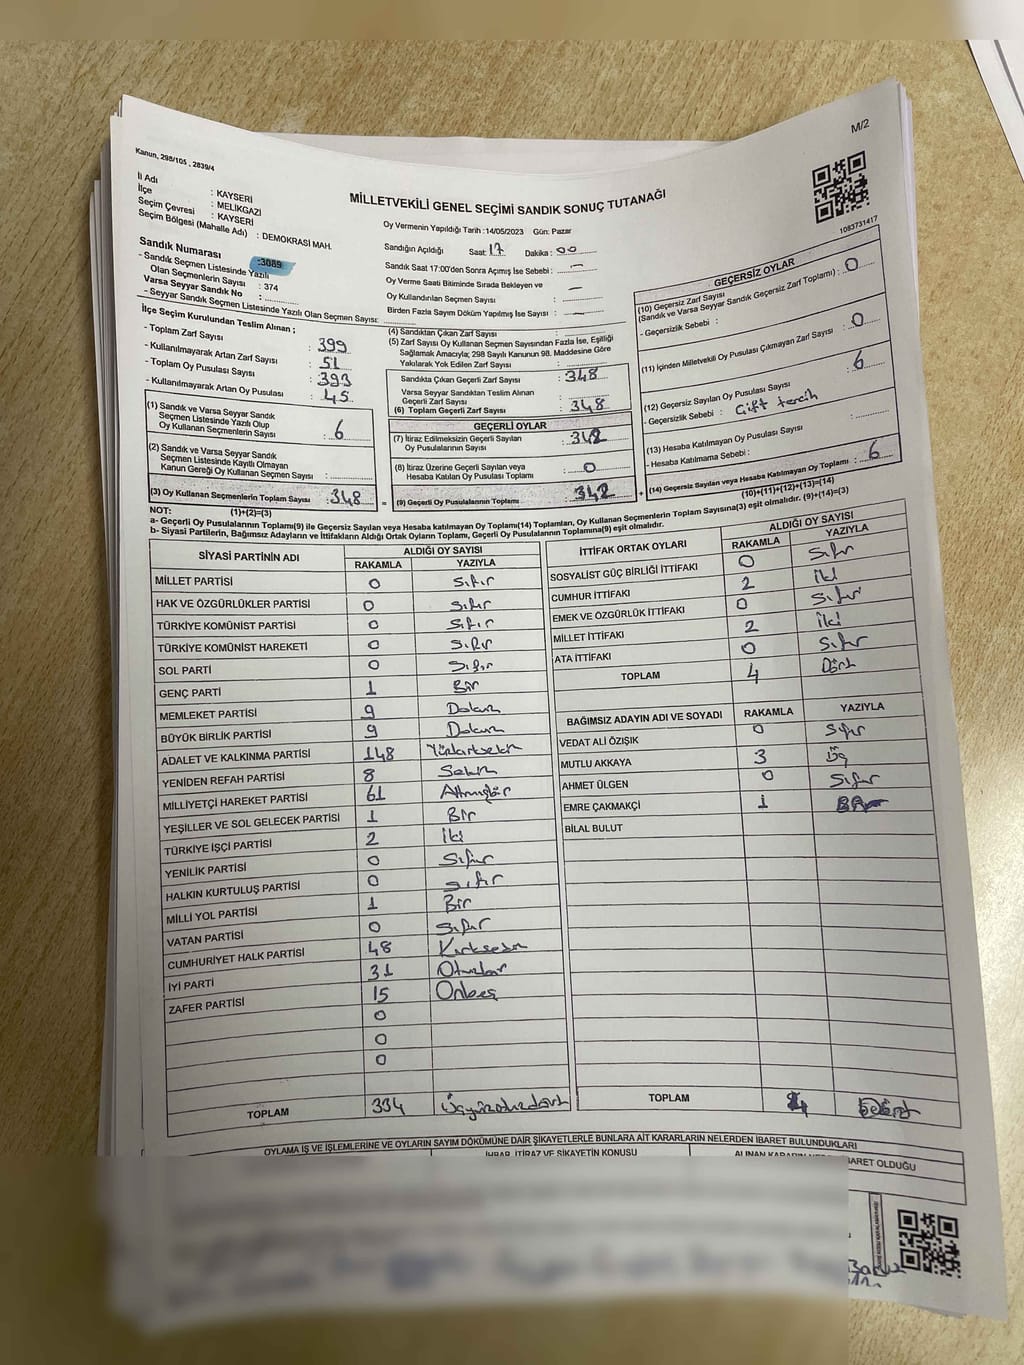 M/2
Kanun, 298/105 , 2839/4
İl Adı : KAYSERİ
İlçe : MELİKGAZİ
Seçim Çevresi : KAYSERİ
Seçim Bölgesi (Mahalle Adı) : DEMOKRASİ MAH.
MİLLETVEKİLİ GENEL SEÇİMİ SANDIK SONUÇ TUTANAĞI
1083731417
Oy Vermenin Yapıldığı Tarih :14/05/2023 Gün: Pazar
Sandığın Açıldığı Saat: 17 Dakika : 00
Sandık Saat 17:00'den Sonra Açımış İse Sebebi : —
Oy Verme Saati Bitiminde Sırada Bekleyen ve
Oy Kullandırılan Seçmen Sayısı : —
Birden Fazla Sayım Döküm Yapılmış İse Sayısı : —
Sandık Numarası :3089
- Sandık Seçmen Listesinde Yazılı
Olan Seçmenlerin Sayısı : 374
Varsa Seyyar Sandık No :
- Seyyar Sandık Seçmen Listesinde Yazılı Olan Seçmen Sayısı:
İlçe Seçim Kurulundan Teslim Alınan ;
- Toplam Zarf Sayısı : 399
- Kullanılmayarak Artan Zarf Sayısı : 51
- Toplam Oy Pusulası Sayısı : 393
- Kullanılmayarak Artan Oy Pusulası : 45
(1) Sandık ve Varsa Seyyar Sandık
Seçmen Listesinde Yazılı Olup
Oy Kullanan Seçmenlerin Sayısı : 6
(2) Sandık ve Varsa Seyyar Sandık
Seçmen Listesinde Kayıtlı Olmayan
Kanun Gereği Oy Kullanan Seçmen Sayısı :
(3) Oy Kullanan Seçmenlerin Toplam Sayısı : 348
(1)+(2)=(3)
(4) Sandıktan Çıkan Zarf Sayısı :
(5) Zarf Sayısı Oy Kullanan Seçmen Sayısından Fazla İse, Eşitliği
Sağlamak Amacıyla; 298 Sayılı Kanunun 98. Maddesine Göre
Yakılarak Yok Edilen Zarf Sayısı :
Sandıkta Çıkan Geçerli Zarf Sayısı : 348
Varsa Seyyar Sandıktan Teslim Alınan
Geçerli Zarf Sayısı :
(6) Toplam Geçerli Zarf Sayısı : 348
GEÇERLİ OYLAR
(7) İtiraz Edilmeksizin Geçerli Sayılan
Oy Pusulalarının Sayısı : 342
(8) İtiraz Üzerine Geçerli Sayılan veya
Hesaba Katılan Oy Pusulası Toplamı : 0
= (9) Geçerli Oy Pusulalarının Toplamı : 342
GEÇERSİZ OYLAR
(10) Geçersiz Zarf Sayısı
(Sandık ve Varsa Seyyar Sandık Geçersiz Zarf Toplamı) : 0
- Geçersizlik Sebebi :
(11) İçinden Milletvekili Oy Pusulası Çıkmayan Zarf Sayısı : 0
(12) Geçersiz Sayılan Oy Pusulası Sayısı : 6
- Geçersizlik Sebebi : Çift tercih
(13) Hesaba Katılmayan Oy Pusulası Sayısı :
- Hesaba Katılmama Sebebi :
+ (14) Geçersiz Sayılan veya Hesaba Katılmayan Oy Toplamı : 6
(10)+(11)+(12)+(13)=(14)
NOT:
a- Geçerli Oy Pusulalarının Toplamı(9) ile Geçersiz Sayılan veya Hesaba katılmayan Oy Toplamı(14) Toplamları, Oy Kullanan Seçmenlerin Toplam Sayısına(3) eşit olmalıdır. (9)+(14)=(3)
b- Siyasi Partilerin, Bağımsız Adayların ve İttifakların Aldığı Ortak Oyların Toplamı, Geçerli Oy Pusulalarının Toplamına(9) eşit olmalıdır.
SİYASİ PARTİNİN ADI ALDIĞI OY SAYISI
RAKAMLA YAZIYLA
MİLLET PARTİSİ 0 Sıfır
HAK VE ÖZGÜRLÜKLER PARTİSİ 0 Sıfır
TÜRKİYE KOMÜNİST PARTİSİ 0 Sıfır
TÜRKİYE KOMÜNİST HAREKETİ 0 Sıfır
SOL PARTİ 0 Sıfır
GENÇ PARTİ 1 Bir
MEMLEKET PARTİSİ 9 Dokuz
BÜYÜK BİRLİK PARTİSİ 9 Dokuz
ADALET VE KALKINMA PARTİSİ 148 Yüzkırksekiz
YENİDEN REFAH PARTİSİ 8 Sekiz
MİLLİYETÇİ HAREKET PARTİSİ 61 Altmışbir
YEŞİLLER VE SOL GELECEK PARTİSİ 1 Bir
TÜRKİYE İŞÇİ PARTİSİ 2 İki
YENİLİK PARTİSİ 0 Sıfır
HALKIN KURTULUŞ PARTİSİ 0 Sıfır
MİLLİ YOL PARTİSİ 1 Bir
VATAN PARTİSİ 0 Sıfır
CUMHURİYET HALK PARTİSİ 48 Kırksekiz
İYİ PARTİ 31 Otuzbir
ZAFER PARTİSİ 15 Onbeş
0
0
0
TOPLAM 334 Üçyüzotuzdört
İTTİFAK ORTAK OYLARI ALDIĞI OY SAYISI
RAKAMLA YAZIYLA
SOSYALİST GÜÇ BİRLİĞİ İTTİFAKI 0 Sıfır
CUMHUR İTTİFAKI 2 İki
EMEK VE ÖZGÜRLÜK İTTİFAKI 0 Sıfır
MİLLET İTTİFAKI 2 İki
ATA İTTİFAKI 0 Sıfır
TOPLAM 4 Dört
BAĞIMSIZ ADAYIN ADI VE SOYADI RAKAMLA YAZIYLA
VEDAT ALİ ÖZIŞIK 0 Sıfır
MUTLU AKKAYA 3 Üç
AHMET ÜLGEN 0 Sıfır
EMRE ÇAKMAKÇİ 1 Bir
BİLAL BULUT
TOPLAM 4 Dört
OYLAMA İŞ VE İŞLEMLERİNE VE OYLARIN SAYIM DÖKÜMÜNE DAİR ŞİKAYETLERLE BUNLARA AİT KARARLARIN NELERDEN İBARET BULUNDUKLARI
İHBAR, İTİRAZ VE ŞİKAYETİN KONUSU